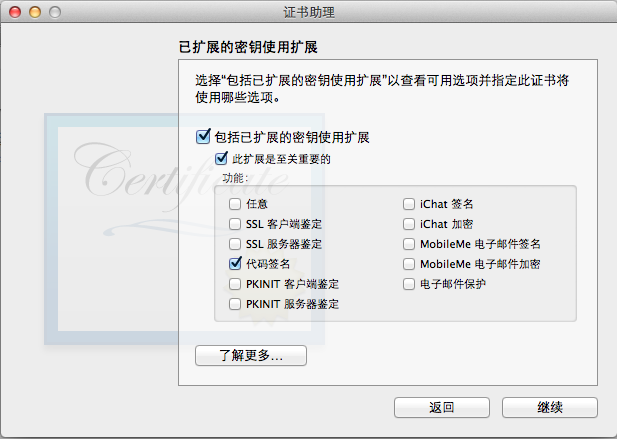 证书助理
已扩展的密钥使用扩展
选择“包括已扩展的密钥使用扩展”以查看可用选项并指定此证书将
使用哪些选项。
包括已扩展的密钥使用扩展
此扩展是至关重要的
功能:
任意
SSL 客户端鉴定
SSL 服务器鉴定
代码签名
PKINIT 客户端鉴定
PKINIT 服务器鉴定
iChat 签名
iChat 加密
MobileMe 电子邮件签名
MobileMe 电子邮件加密
电子邮件保护
Certificate
了解更多...
返回
继续